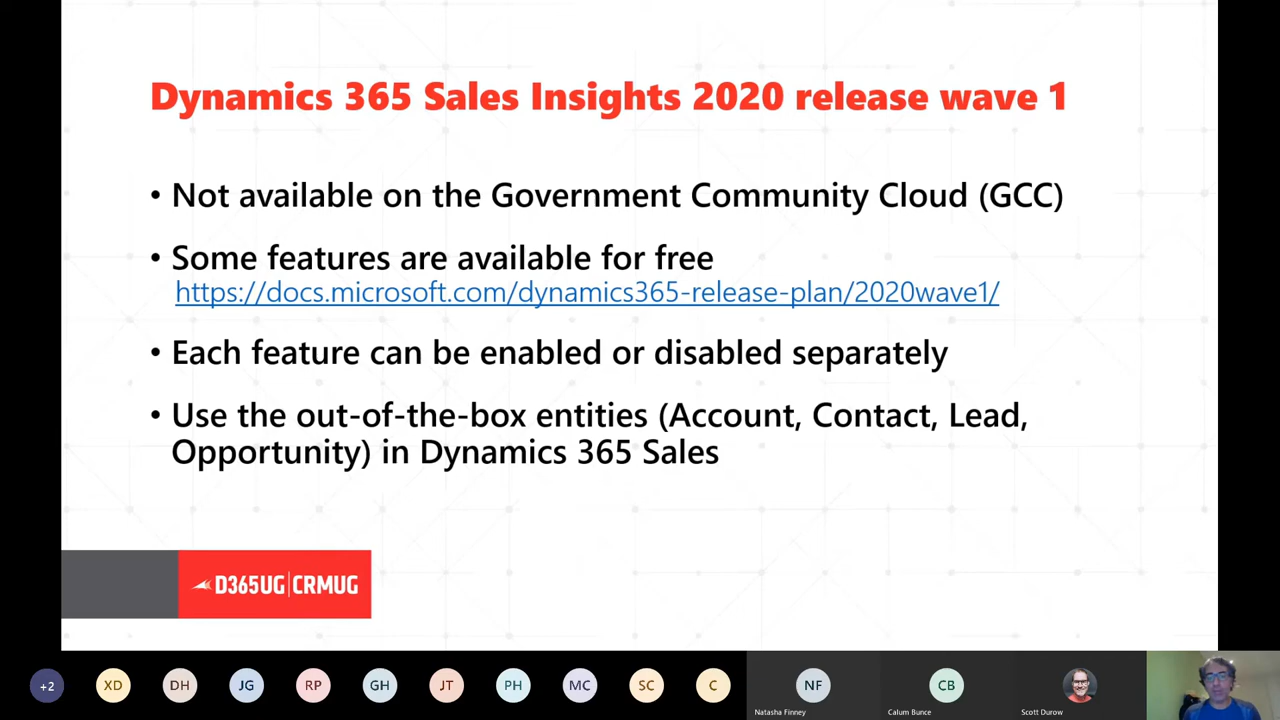 Dynamics 365 Sales Insights 2020 release wave 1
• Not available on the Government Community Cloud (GCC)
• Some features are available for free
https://docs.microsoft.com/dynamics365-release-plan/2020wave1/
• Each feature can be enabled or disabled separately
• Use the out-of-the-box entities (Account, Contact, Lead,
Opportunity) in Dynamics 365 Sales
D365UG|CRMUG
+2 XD DH JG RP GH JT PH MC SC C NF CB
Natasha Finney Calum Bunce Scott Durow